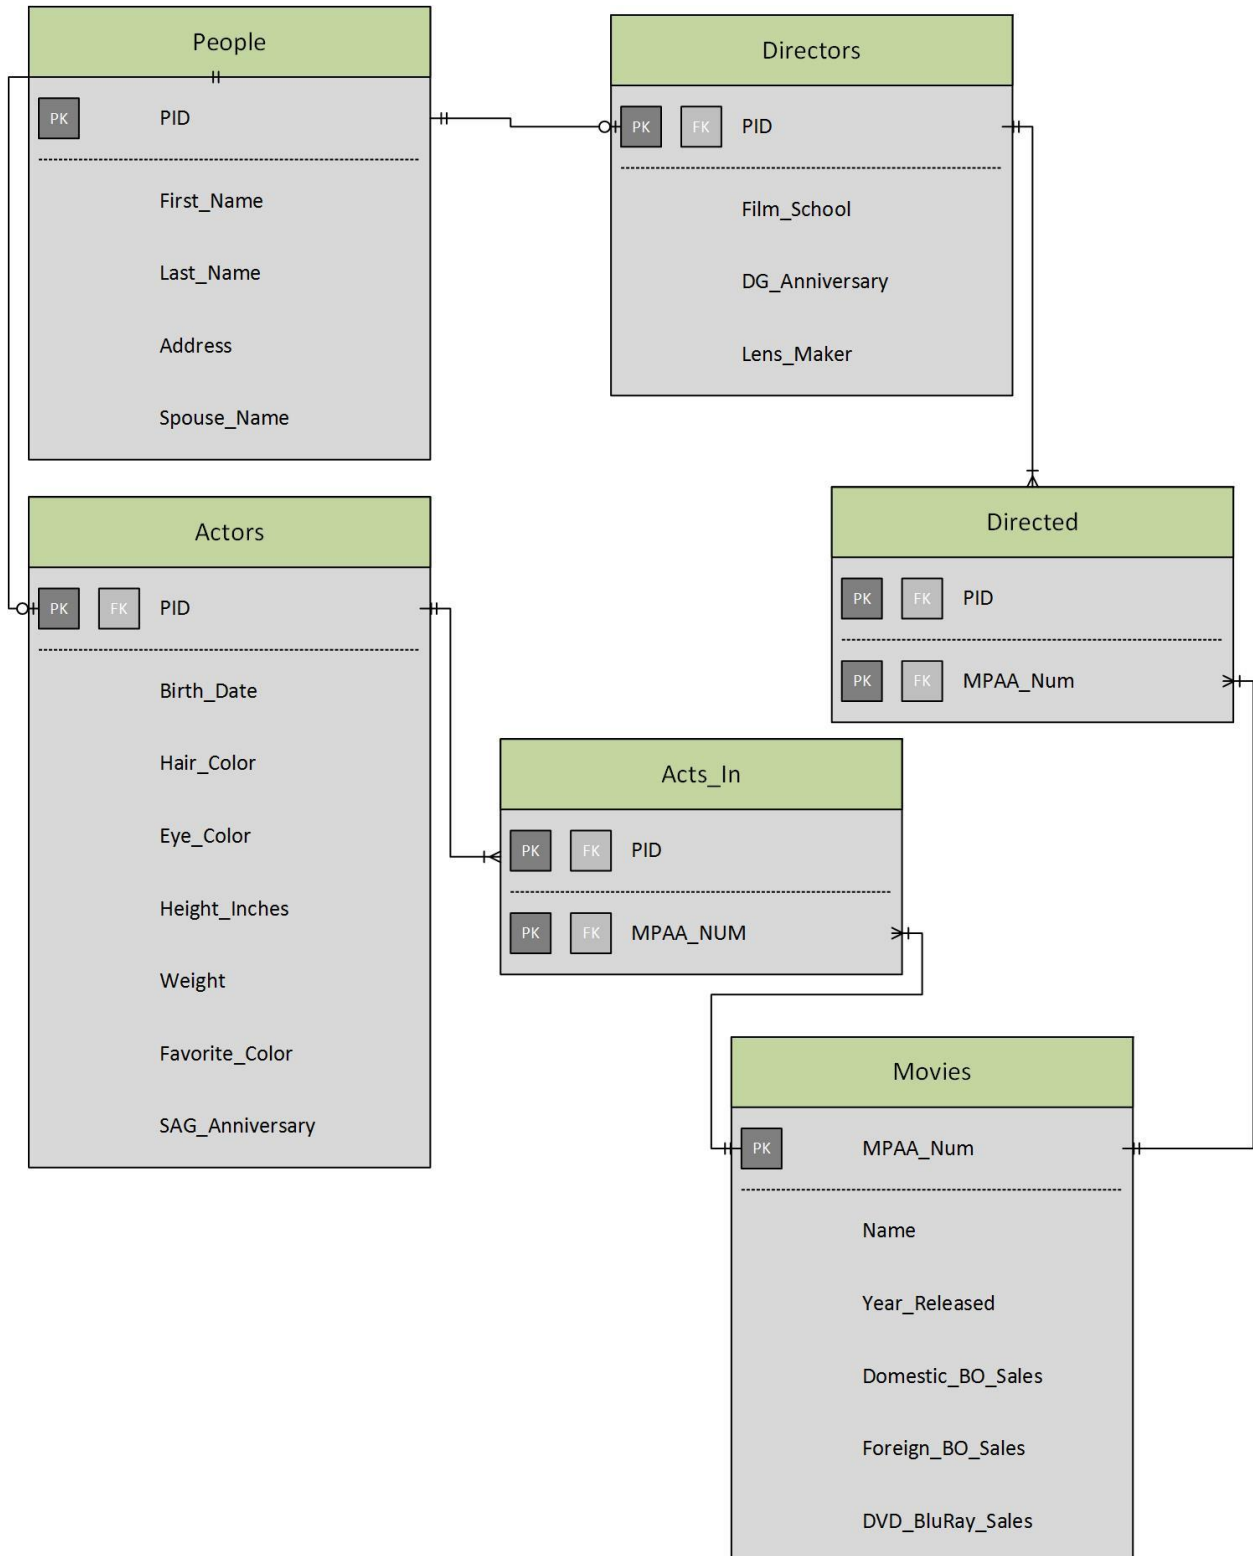 People
PK PID
First_Name
Last_Name
Address
Spouse_Name
Directors
PK FK PID
Film_School
DG_Anniversary
Lens_Maker
Actors
PK FK PID
Birth_Date
Hair_Color
Eye_Color
Height_Inches
Weight
Favorite_Color
SAG_Anniversary
Directed
PK FK PID
PK FK MPAA_Num
Acts_In
PK FK PID
PK FK MPAA_NUM
Movies
PK MPAA_Num
Name
Year_Released
Domestic_BO_Sales
Foreign_BO_Sales
DVD_BluRay_Sales